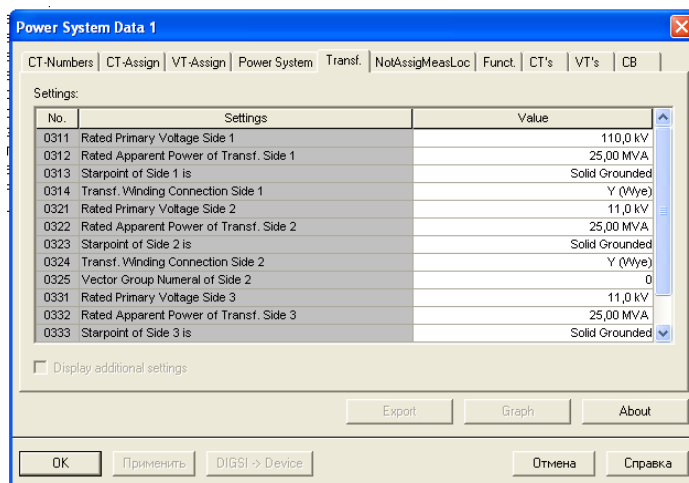 Power System Data 1
CT-Numbers CT-Assign VT-Assign Power System Transf. NotAssigMeasLoc Funct. CT's VT's CB
Settings:
No. Settings Value
0311 Rated Primary Voltage Side 1 110,0 kV
0312 Rated Apparent Power of Transf. Side 1 25,00 MVA
0313 Starpoint of Side 1 is Solid Grounded
0314 Transf. Winding Connection Side 1 Y (Wye)
0321 Rated Primary Voltage Side 2 11,0 kV
0322 Rated Apparent Power of Transf. Side 2 25,00 MVA
0323 Starpoint of Side 2 is Solid Grounded
0324 Transf. Winding Connection Side 2 Y (Wye)
0325 Vector Group Numeral of Side 2 0
0331 Rated Primary Voltage Side 3 11,0 kV
0332 Rated Apparent Power of Transf. Side 3 25,00 MVA
0333 Starpoint of Side 3 is Solid Grounded
Display additional settings
Export Graph About
OK Применить DIGSI -> Device Отмена Справка